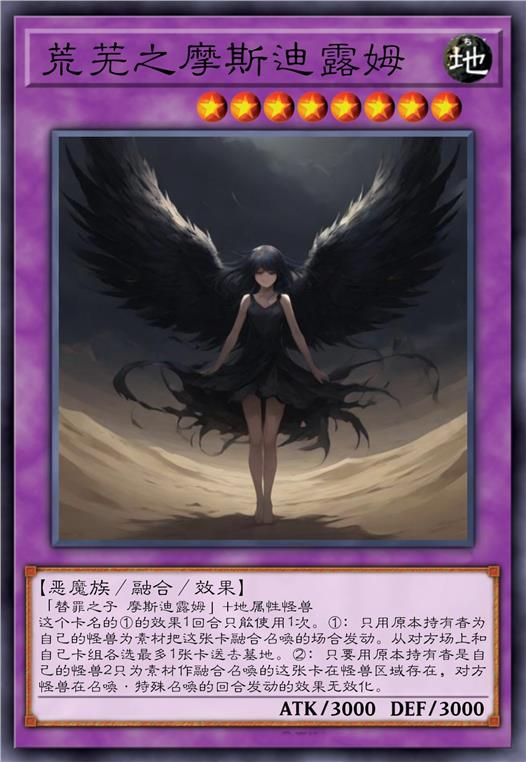 荒芜之摩斯迪露姆
ち
地
【恶魔族／融合／效果】
「替罪之子 摩斯迪露姆」+地属性怪兽
这个卡名的①的效果1回合只能使用1次。①：只用原本持有者为
自己的怪兽为素材把这张卡融合召唤的场合发动。从对方场上和
自己卡组各选最多1张卡送去墓地。②：只要用原本持有者是自
己的怪兽2只为素材作融合召唤的这张卡在怪兽区域存在，对方
怪兽在召唤·特殊召唤的回合发动的效果无效化。
ATK/3000 DEF/3000